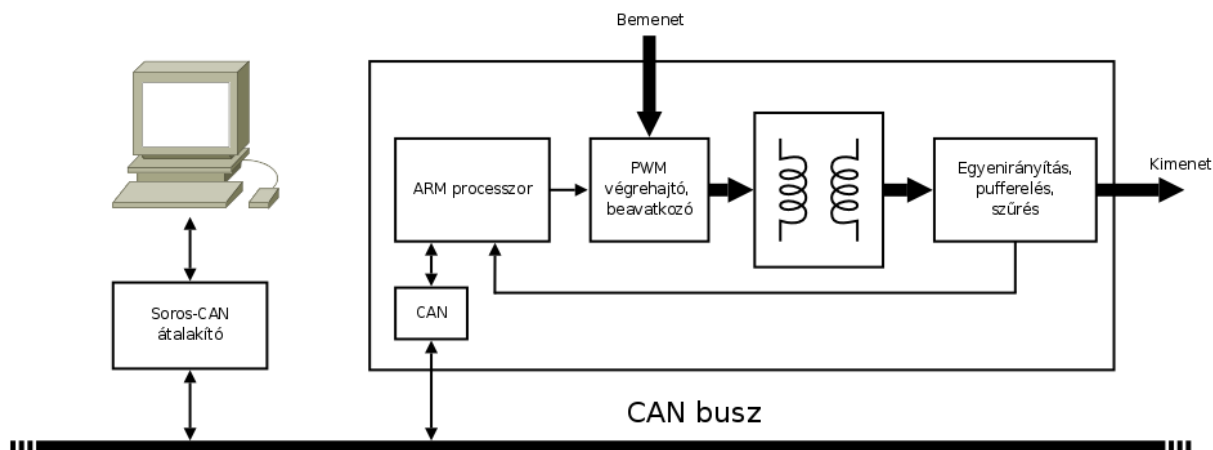 Bemenet
ARM processzor
PWM
végrehajtó,
beavatkozó
Egyenirányítás,
pufferelés,
szűrés
Kimenet
Soros-CAN
átalakító
CAN
CAN busz